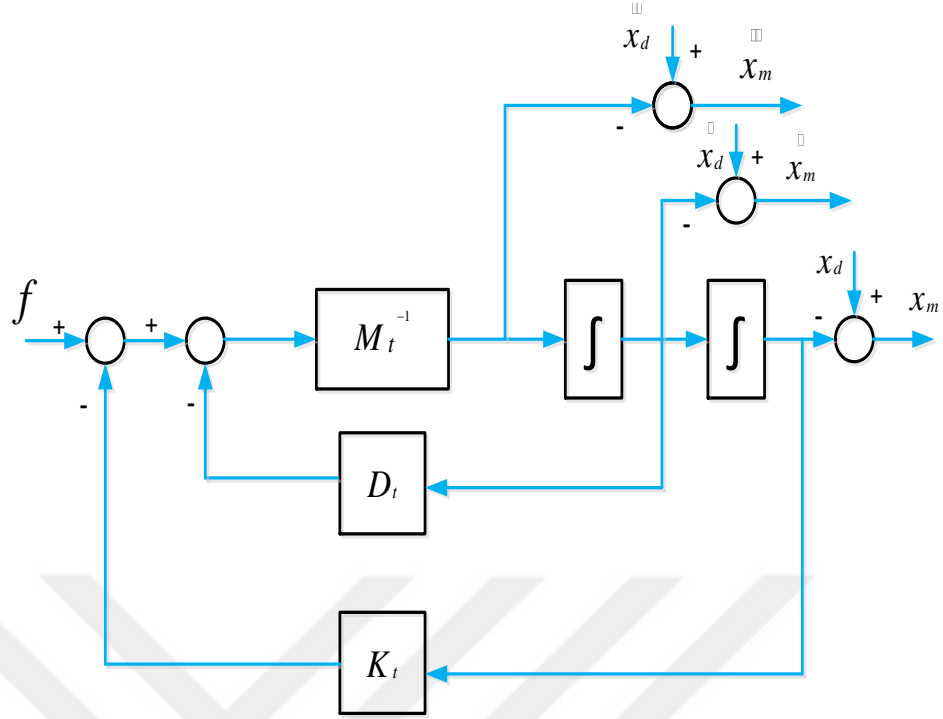 x_d
+
x_m
-
x_d
+
x_m
-
x_d
+
x_m
-
f
+
+
M_t^{-1}
∫
∫
-
-
D_t
K_t